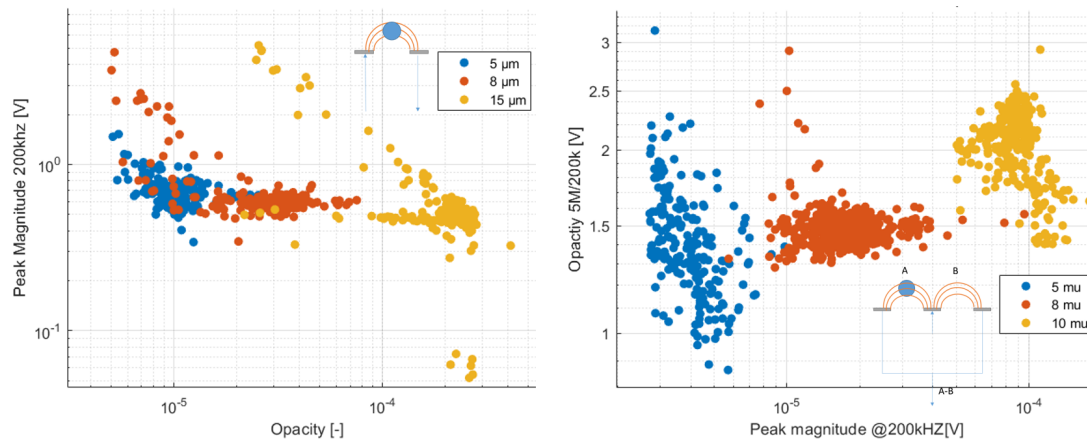 Peak Magnitude 200khz [V]
10^0
10^-1
10^-5
10^-4
Opacity [-]
5 µm
8 µm
15 µm
Opactiy 5M/200k [V]
3
2.5
2
1.5
1
10^-5
10^-4
Peak magnitude @200kHZ[V]
A
B
A-B
5 mu
8 mu
10 mu